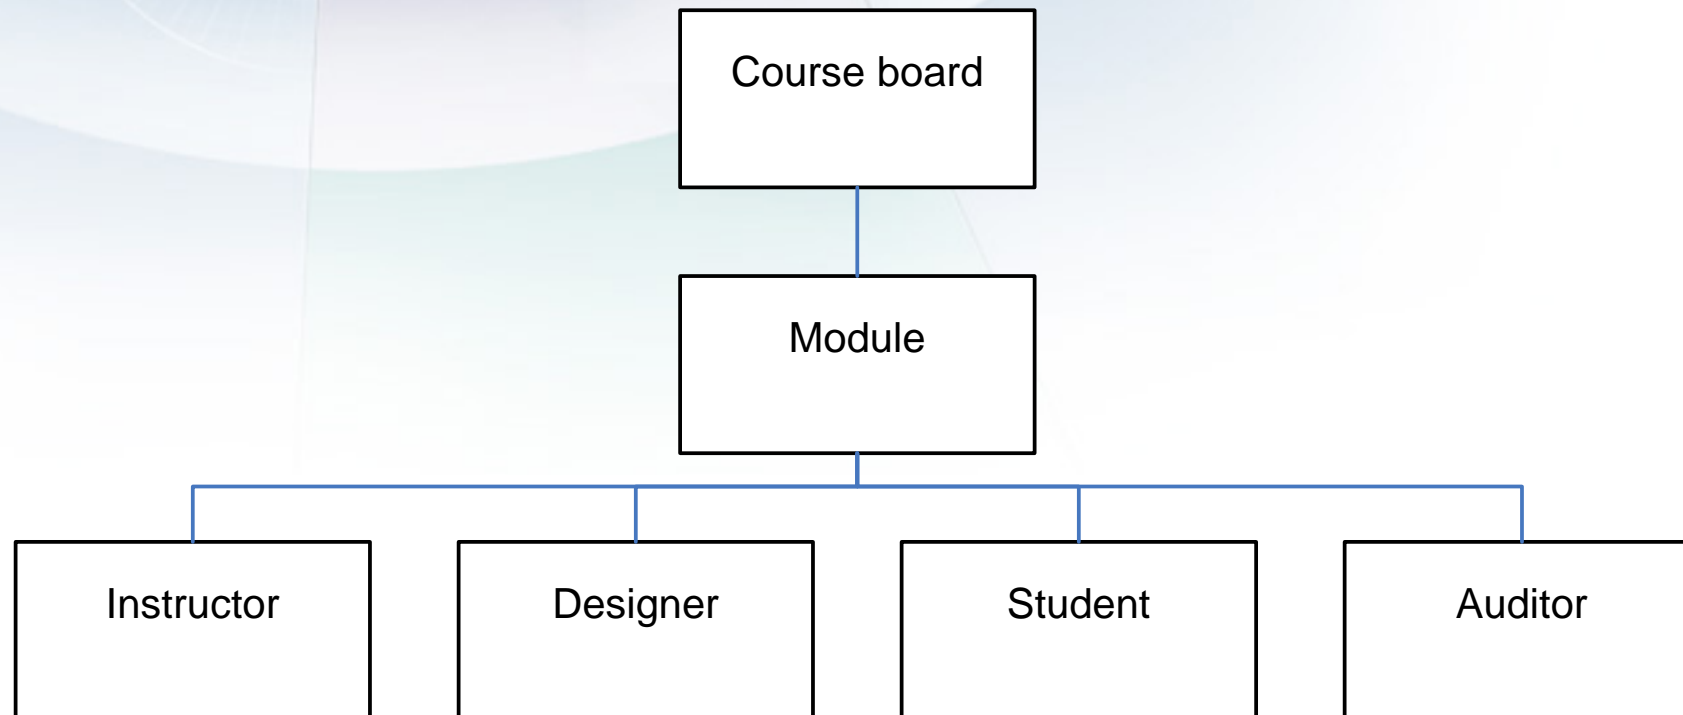 Course board
Module
Instructor
Designer
Student
Auditor